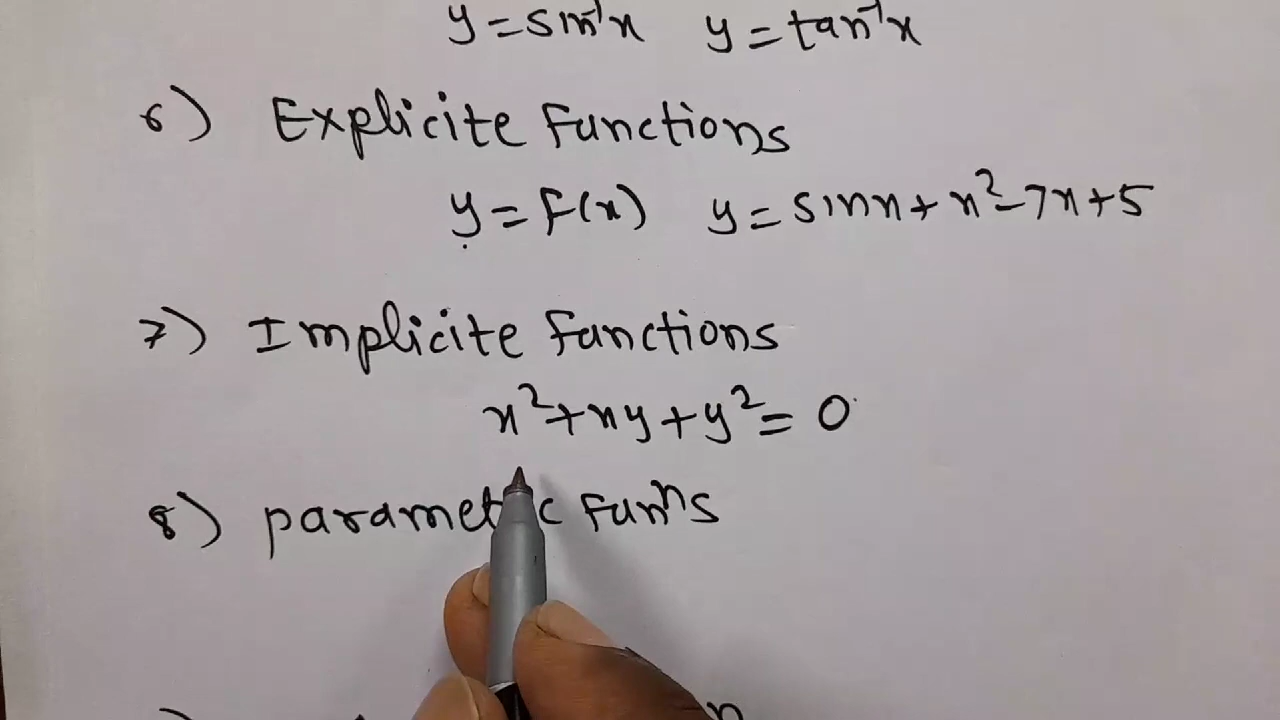 y = sin⁻¹x y = tan⁻¹x
6) Explicite Functions
y = f(x) y = sinx + x² - 7x + 5
7) Implicite Functions
x² + xy + y² = 0
8) parametric Funⁿs